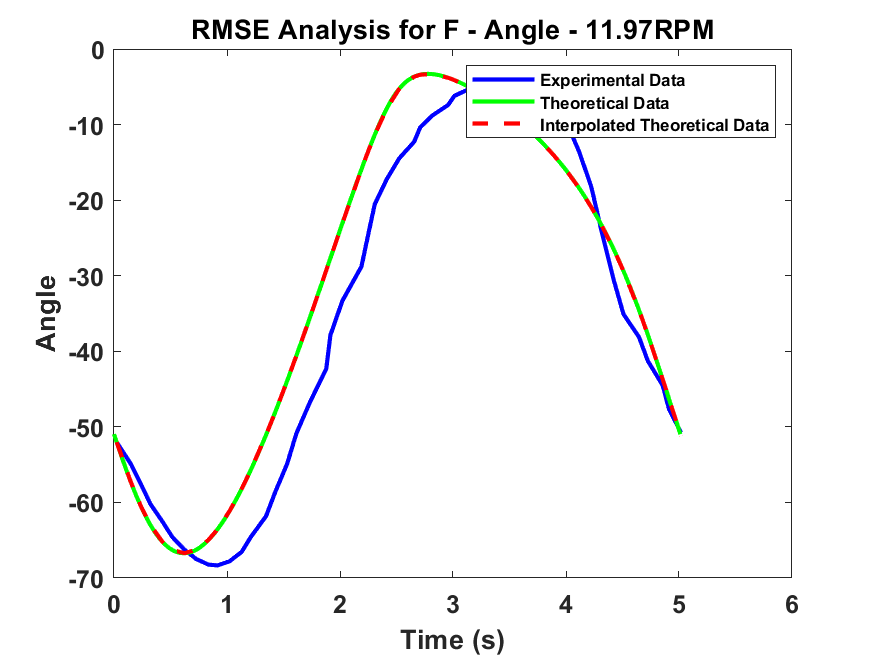 RMSE Analysis for F - Angle - 11.97RPM
Experimental Data
Theoretical Data
Interpolated Theoretical Data
Angle
0
-10
-20
-30
-40
-50
-60
-70
0 1 2 3 4 5 6
Time (s)